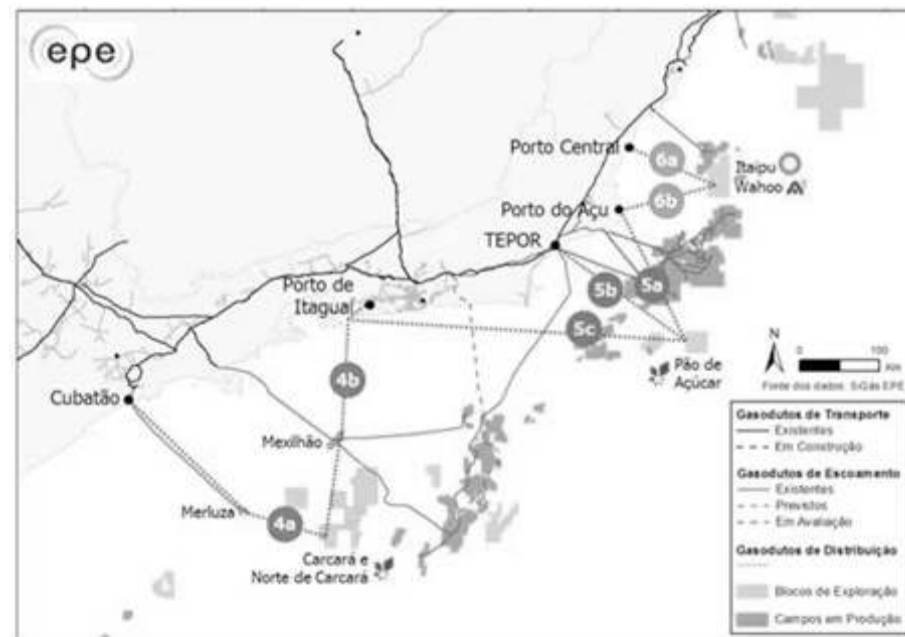 epe
Porto Central
6a
Itaipu
Wahoo
6b
Porto do Açu
TEPOR
5b
5a
5c
Porto de
Itaguaí
Pão de
Açúcar
N
0 100
Km
Fonte dos dados: SiGás EPE
4b
Cubatão
Mexilhão
Merluza
4a
Carcará e
Norte de Carcará
Gasodutos de Transporte
Existentes
Em Construção
Gasodutos de Escoamento
Existentes
Previstos
Em Avaliação
Gasodutos de Distribuição
Blocos de Exploração
Campos em Produção